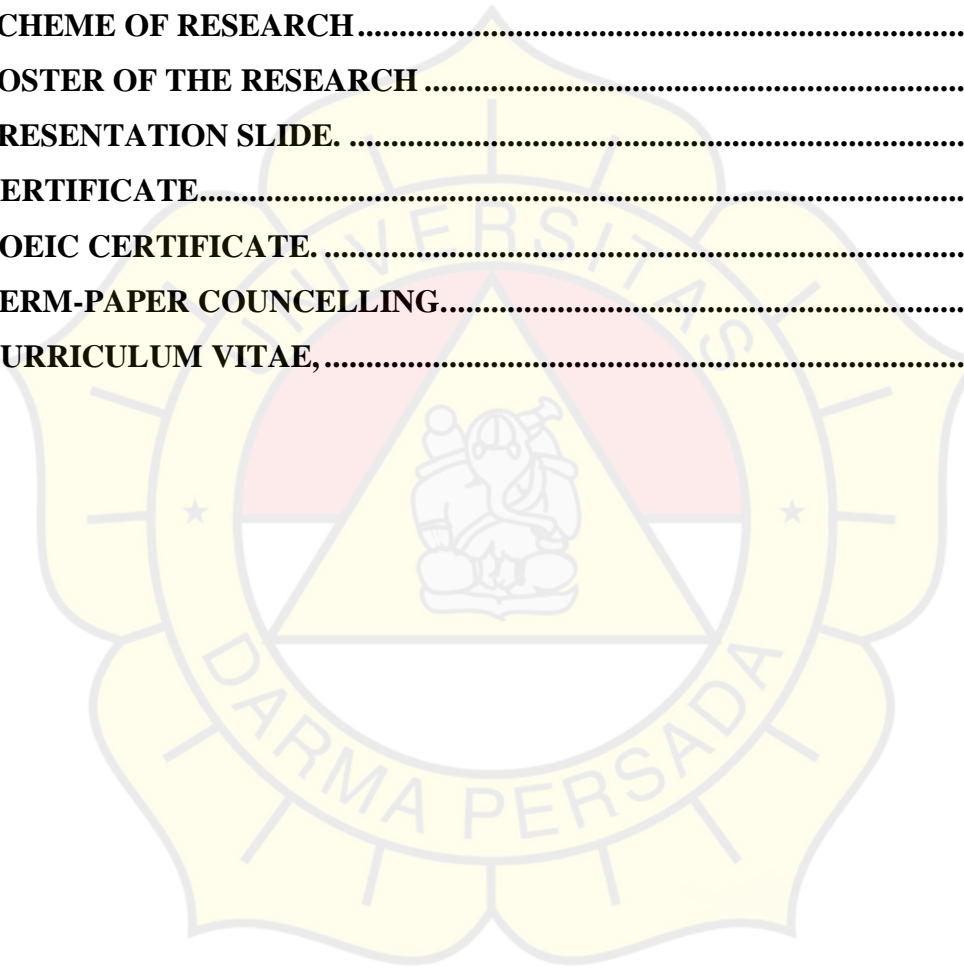 CHEME OF RESEARCH..........................................................................
OSTER OF THE RESEARCH ..................................................................
RESENTATION SLIDE. ...........................................................................
ERTIFICATE.............................................................................................
OEIC CERTIFICATE. ..............................................................................
ERM-PAPER COUNCELLING................................................................
URRICULUM VITAE, ..............................................................................
UNIVERSITAS
DARMA PERSADA